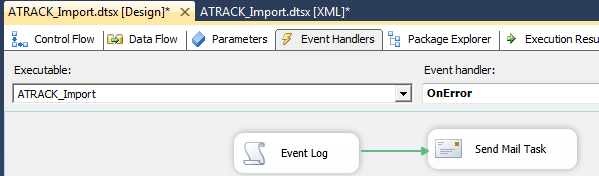 ATRACK_Import.dtsx [Design]* ATRACK_Import.dtsx [XML]*
Control Flow Data Flow Parameters Event Handlers Package Explorer Execution Resu
Executable: Event handler:
ATRACK_Import OnError
Event Log Send Mail Task